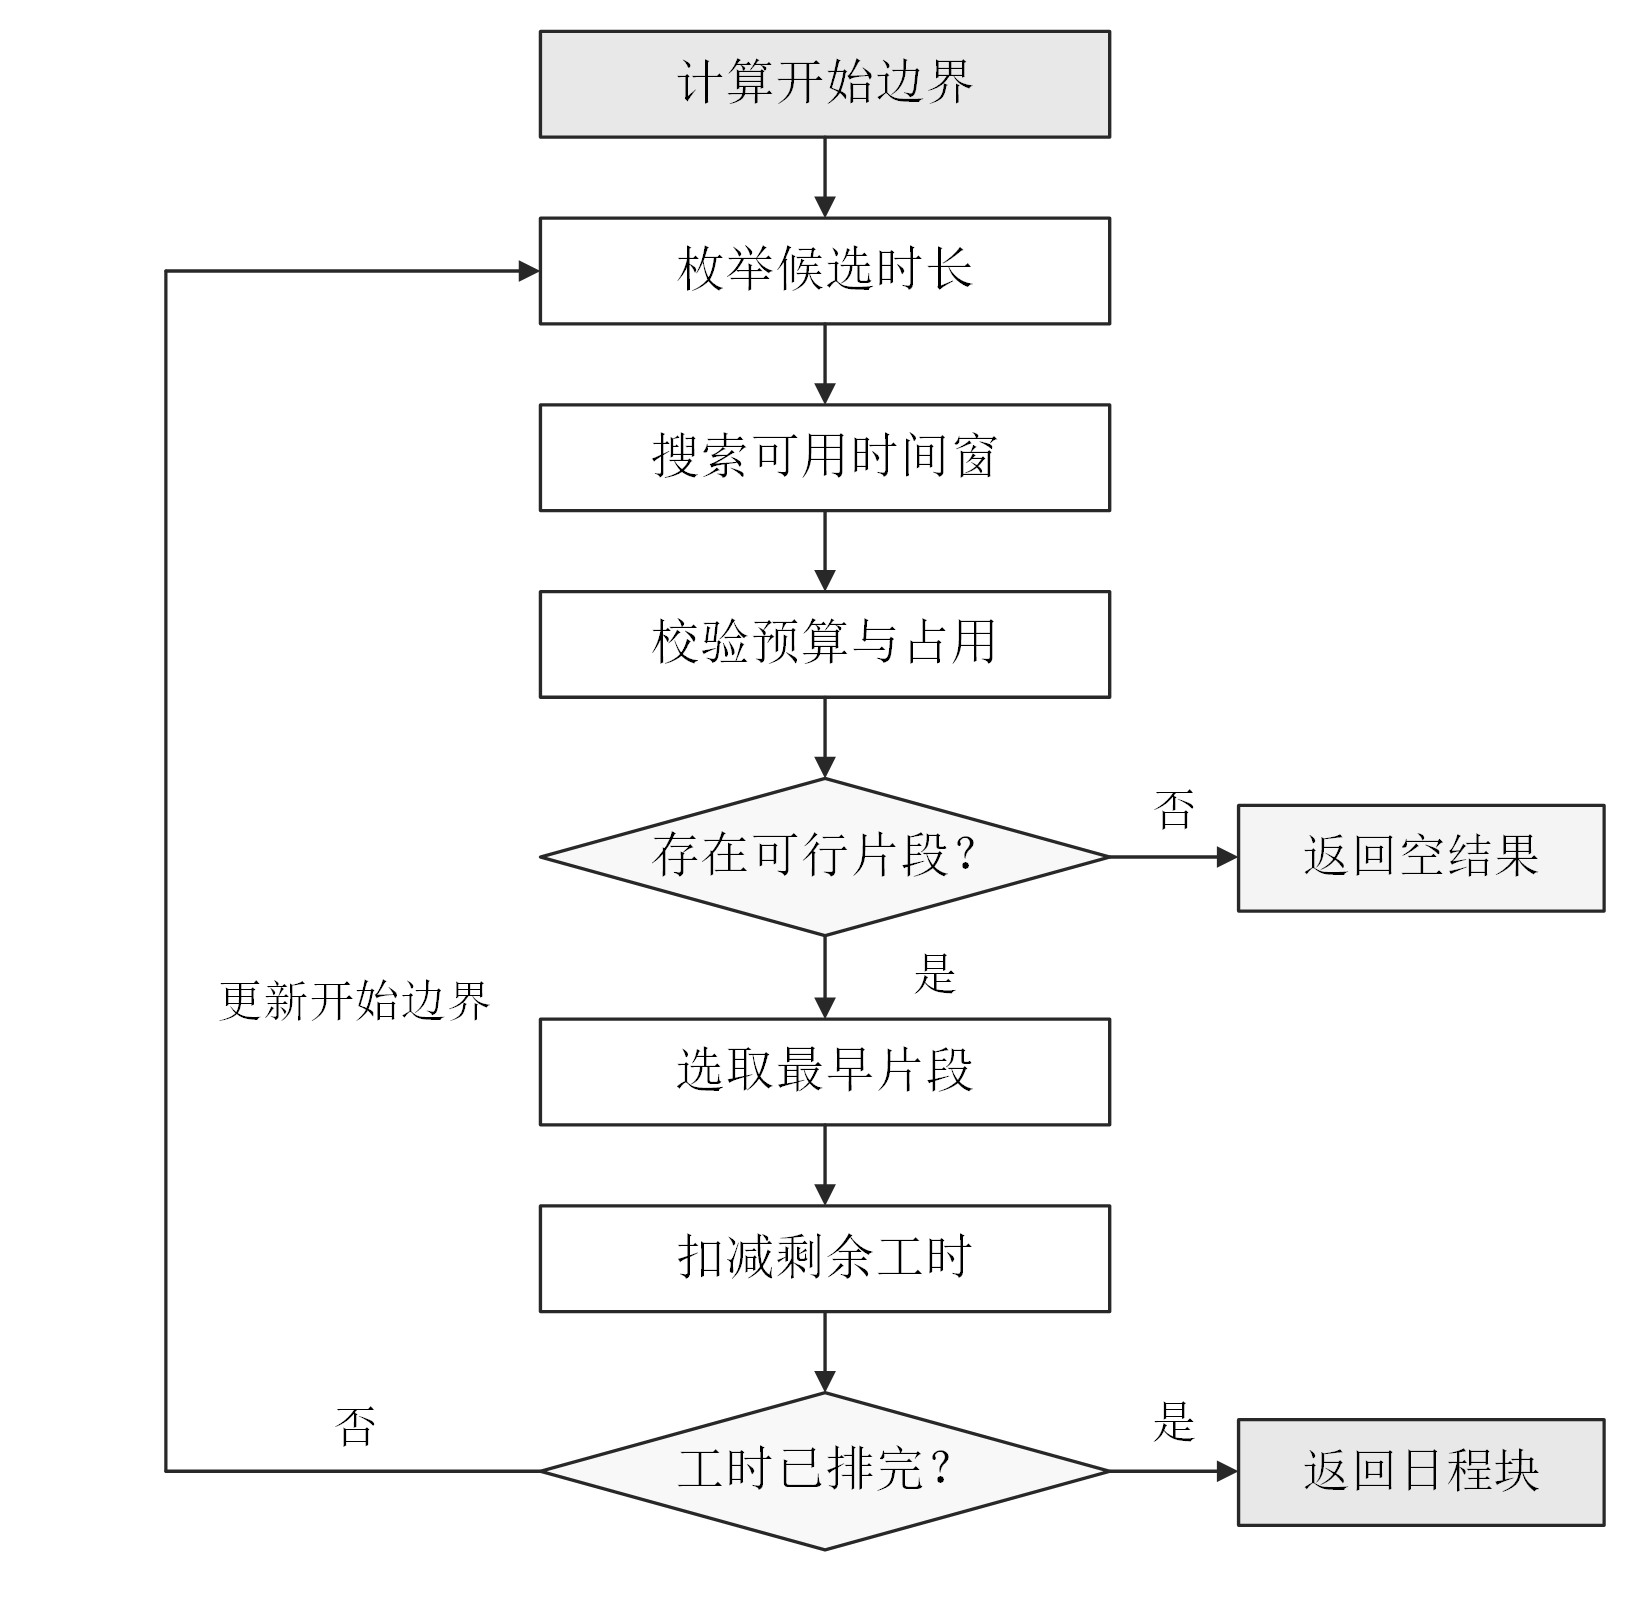 计算开始边界
枚举候选时长
搜索可用时间窗
校验预算与占用
存在可行片段？
否
返回空结果
是
更新开始边界
选取最早片段
扣减剩余工时
否
工时已排完？
是
返回日程块